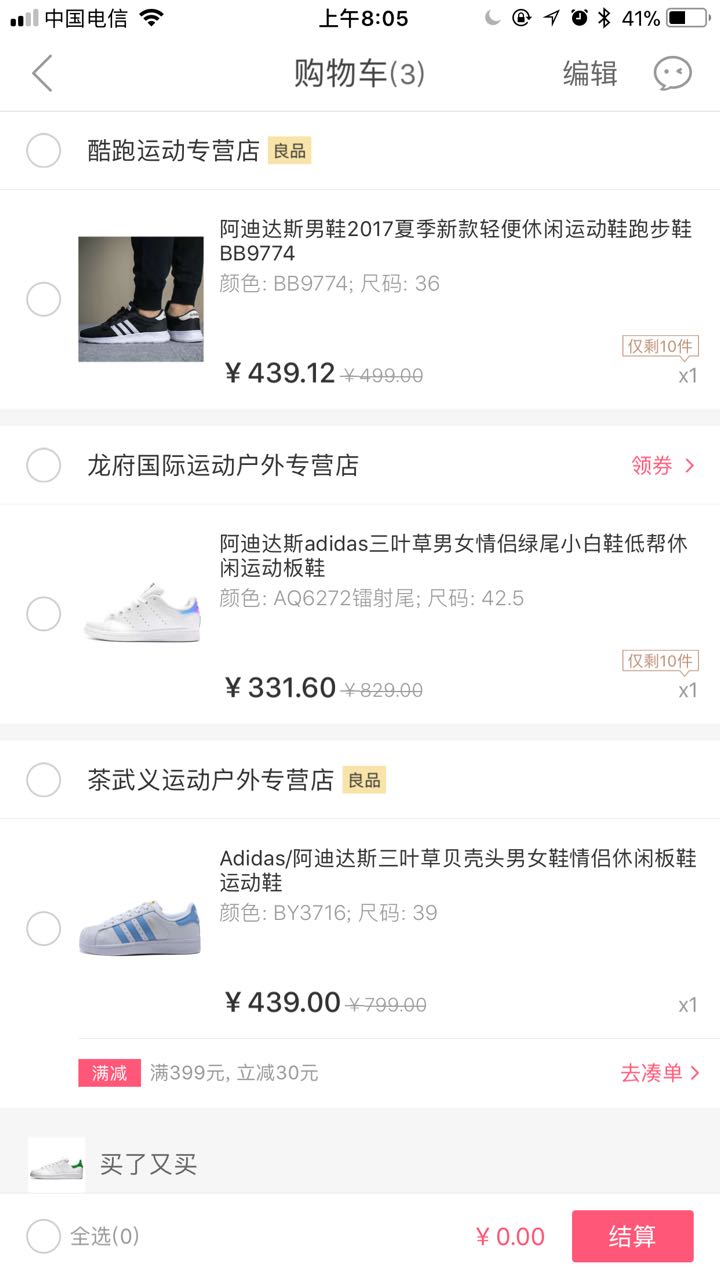 中国电信 上午8:05 41%
购物车(3) 编辑
酷跑运动专营店 良品
阿迪达斯男鞋2017夏季新款轻便休闲运动鞋跑步鞋
BB9774
颜色: BB9774; 尺码: 36
仅剩10件
¥ 439.12 ¥ 499.00 x1
龙府国际运动户外专营店 领券
阿迪达斯adidas三叶草男女情侣绿尾小白鞋低帮休
闲运动板鞋
颜色: AQ6272镭射尾; 尺码: 42.5
仅剩10件
¥ 331.60 ¥ 829.00 x1
茶武义运动户外专营店 良品
Adidas/阿迪达斯三叶草贝壳头男女鞋情侣休闲板鞋
运动鞋
颜色: BY3716; 尺码: 39
¥ 439.00 ¥ 799.00 x1
满减 满399元, 立减30元 去凑单
买了又买
全选(0) ¥ 0.00 结算